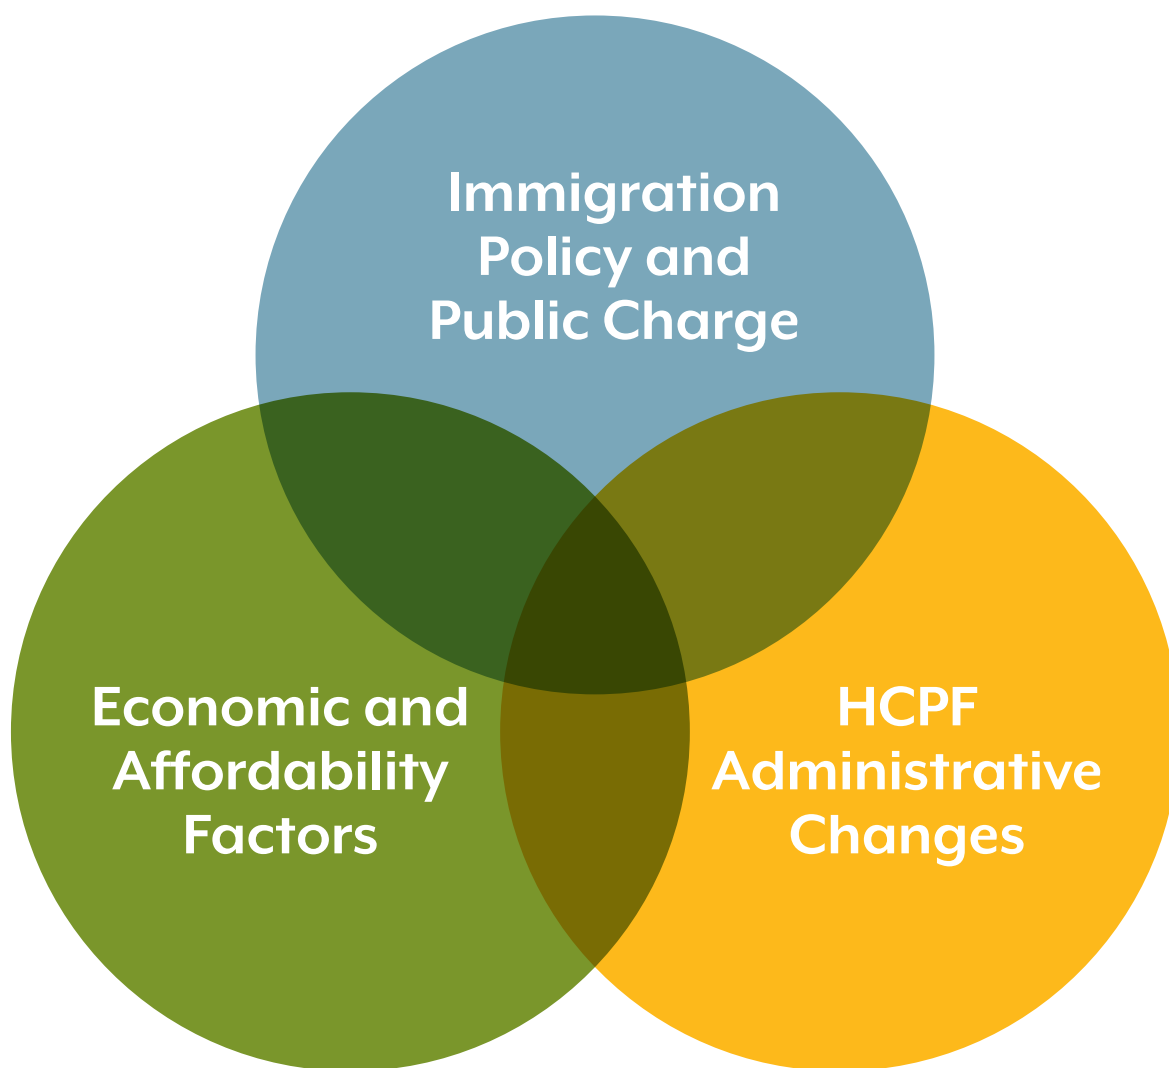 Immigration
Policy and
Public Charge
Economic and
Affordability
Factors
HCPF
Administrative
Changes